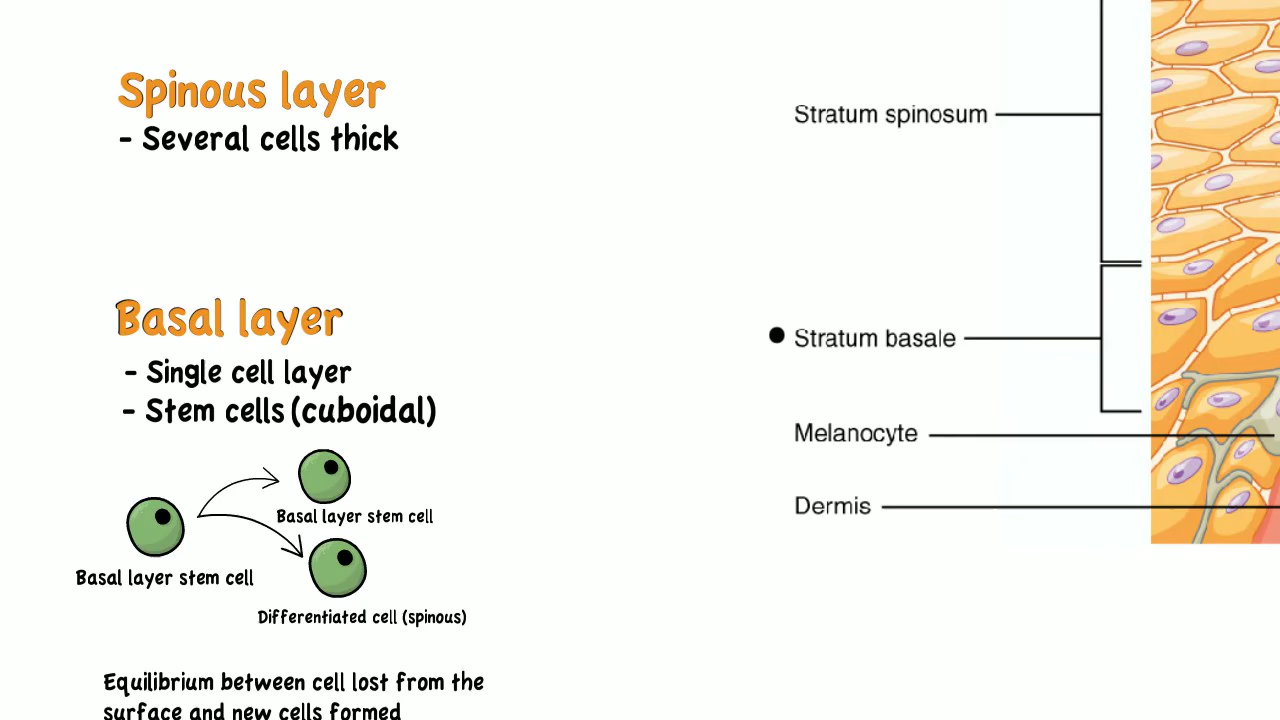 Spinous layer
- Several cells thick
Basal layer
- Single cell layer
- Stem cells (cuboidal)
Basal layer stem cell
Basal layer stem cell
Differentiated cell (spinous)
Equilibrium between cell lost from the
surface and new cells formed
Stratum spinosum
Stratum basale
Melanocyte
Dermis